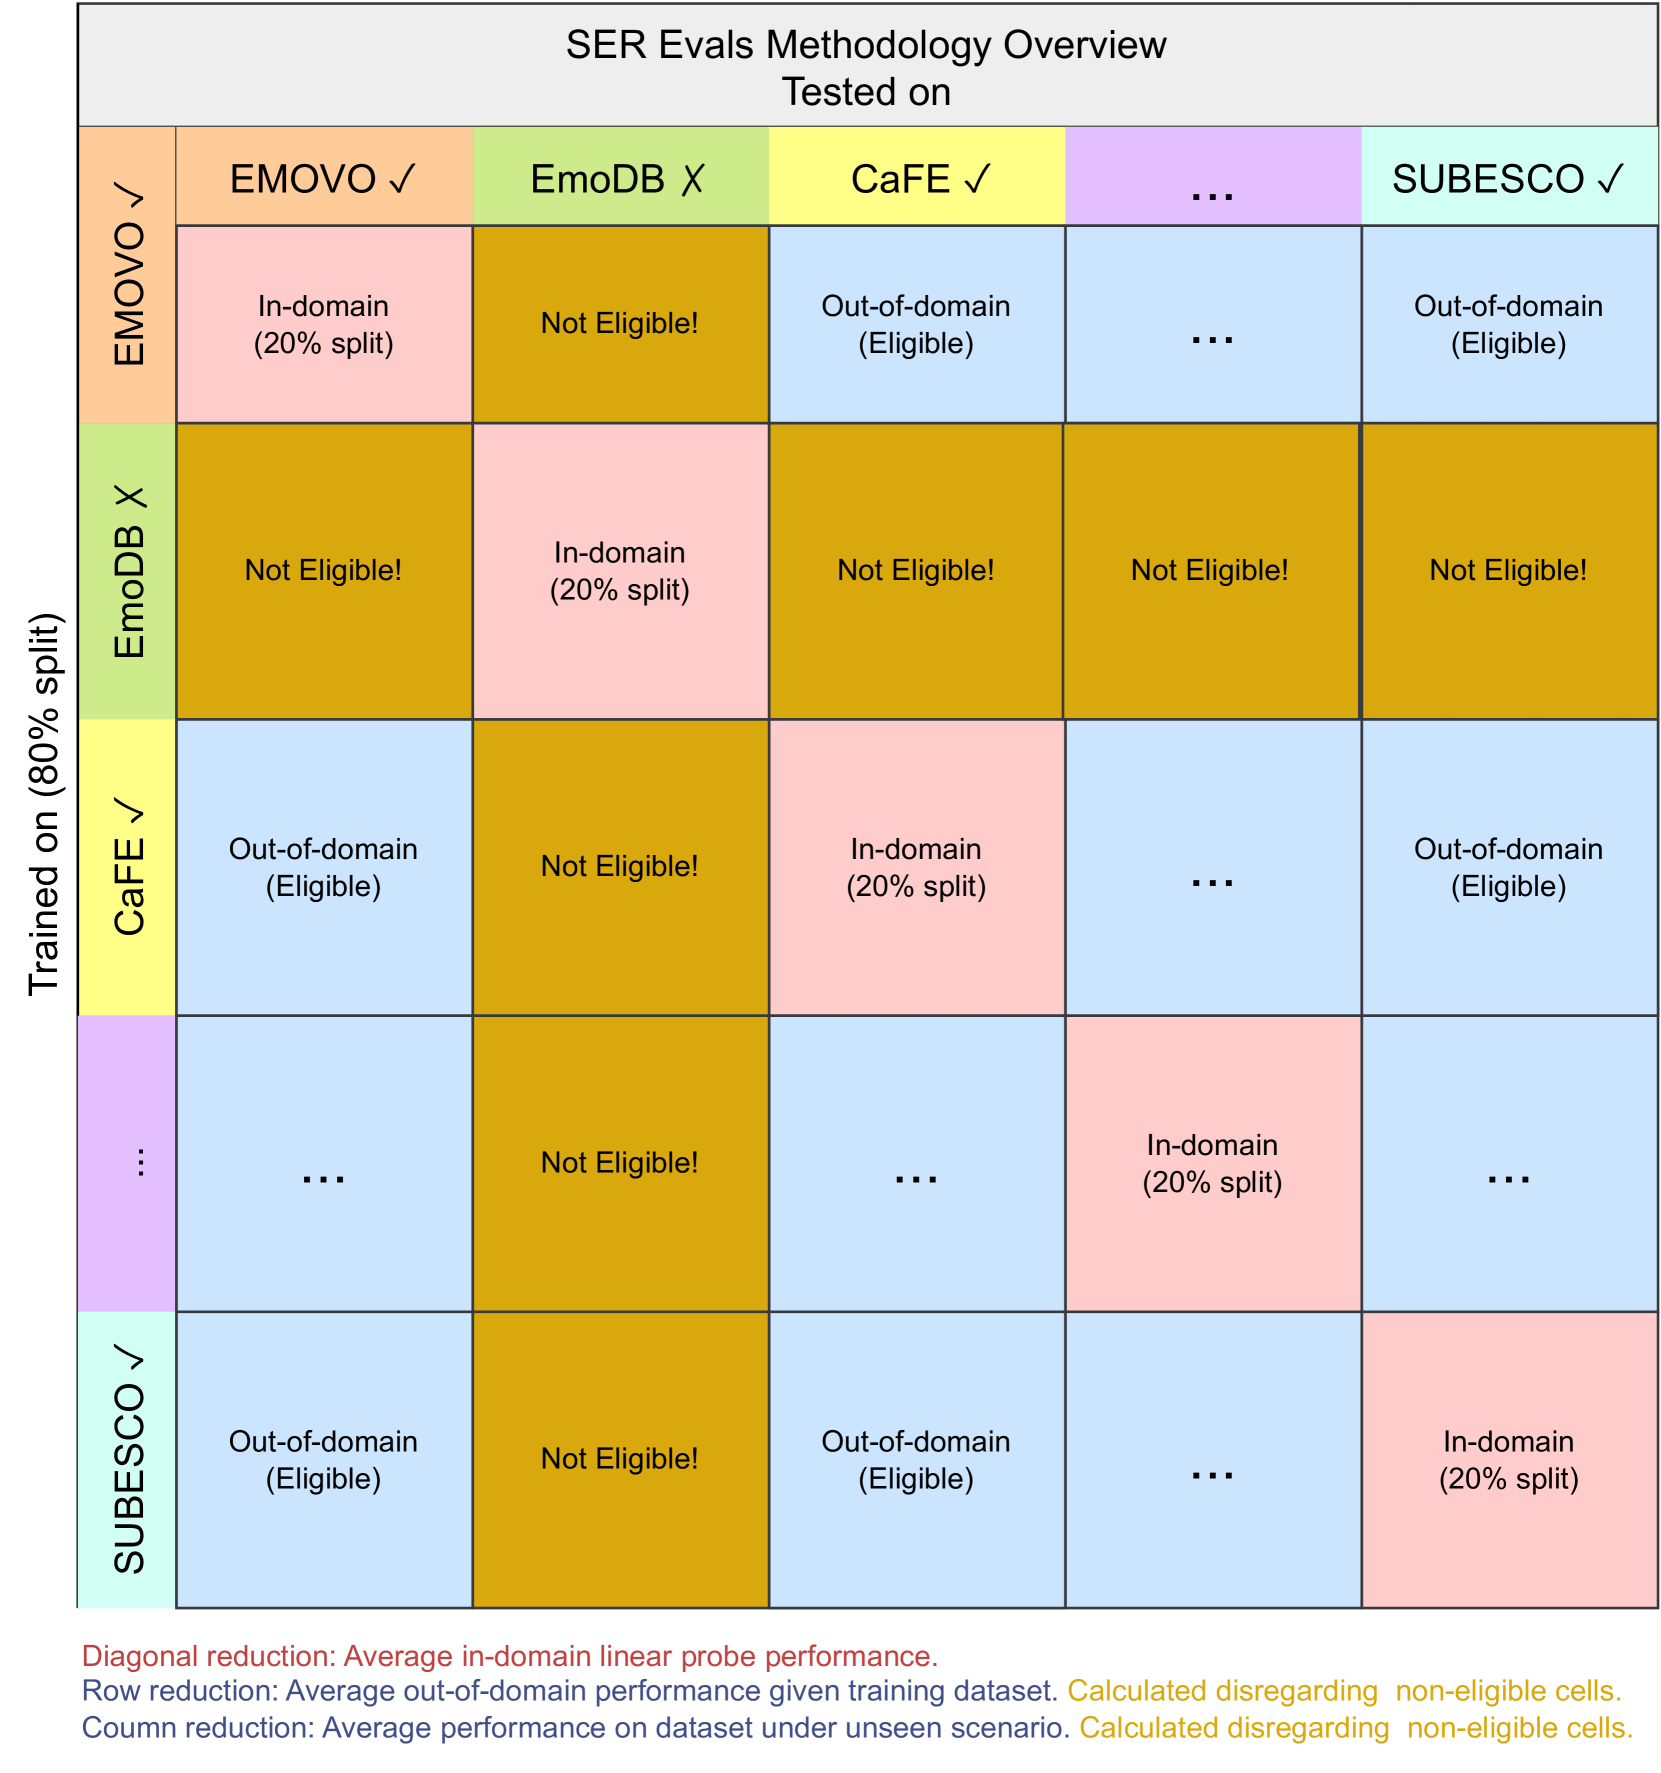 SER Evals Methodology Overview
Tested on
EMOVO ✓
EmoDB ✗
CaFE ✓
...
SUBESCO ✓
Trained on (80% split)
EMOVO ✓
In-domain
(20% split)
Not Eligible!
Out-of-domain
(Eligible)
...
Out-of-domain
(Eligible)
EmoDB ✗
Not Eligible!
In-domain
(20% split)
Not Eligible!
Not Eligible!
Not Eligible!
CaFE ✓
Out-of-domain
(Eligible)
Not Eligible!
In-domain
(20% split)
...
Out-of-domain
(Eligible)
...
...
Not Eligible!
...
In-domain
(20% split)
...
SUBESCO ✓
Out-of-domain
(Eligible)
Not Eligible!
Out-of-domain
(Eligible)
...
In-domain
(20% split)
Diagonal reduction: Average in-domain linear probe performance.
Row reduction: Average out-of-domain performance given training dataset. Calculated disregarding  non-eligible cells.
Coumn reduction: Average performance on dataset under unseen scenario. Calculated disregarding  non-eligible cells.